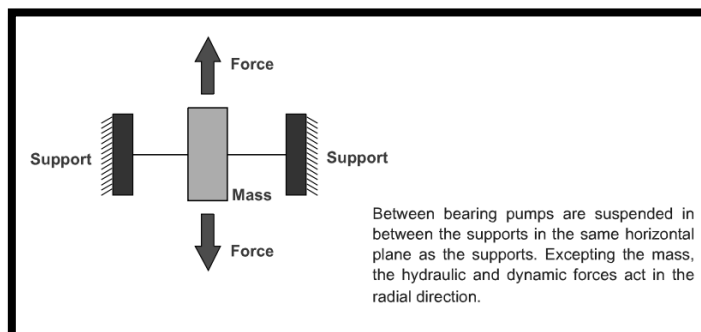 Force
Support
Support
Mass
Force
Between bearing pumps are suspended in
between the supports in the same horizontal
plane as the supports. Excepting the mass,
the hydraulic and dynamic forces act in the
radial direction.